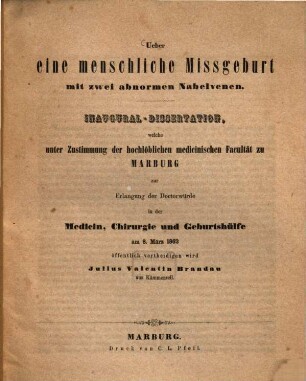 Ueber
eine menschliche Missgeburt
mit zwei abnormen Nabelvenen.
INAUGURAL-DISSERTATION,
welche
unter Zustimmung der hochlöblichen medicinischen Facultät zu
MARBURG
zur
Erlangung der Doctorwürde
in der
Medicin, Chirurgie und Geburtshülfe
am 8. März 1862
öffentlich vertheidigen wird
Julius Valentin Brandau
aus
MARBURG.
Druck von C. L. Pfeil.